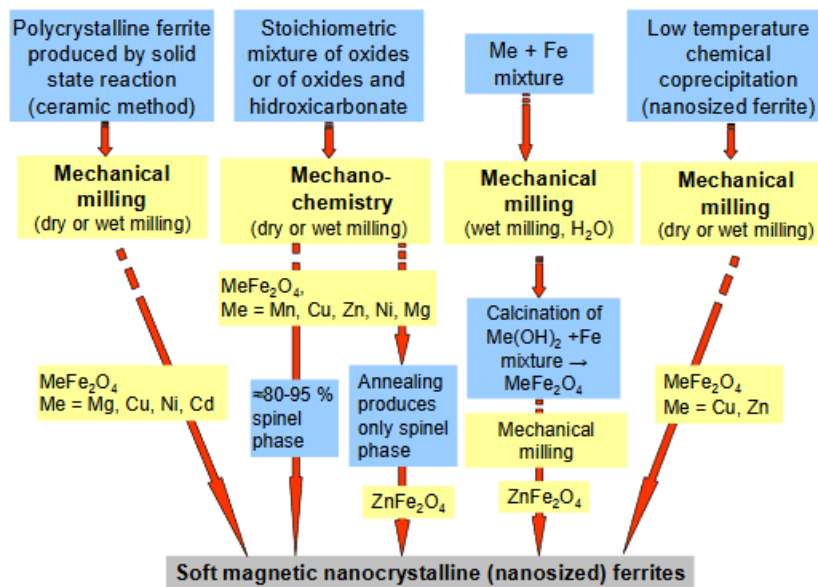 Polycrystalline ferrite
produced by solid
state reaction
(ceramic method)
Stoichiometric
mixture of oxides
or of oxides and
hidroxicarbonate
Me + Fe
mixture
Low temperature
chemical
coprecipitation
(nanosized ferrite)
Mechanical
milling
(dry or wet milling)
Mechano-
chemistry
(dry or wet milling)
Mechanical
milling
(wet milling, H₂O)
Mechanical
milling
(dry or wet milling)
MeFe₂O₄,
Me = Mn, Cu, Zn, Ni, Mg
Calcination of
Me(OH)₂ +Fe
mixture →
MeFe₂O₄
MeFe₂O₄
Me = Mg, Cu, Ni, Cd
≈80-95 %
spinel
phase
Annealing
produces
only spinel
phase
Mechanical
milling
MeFe₂O₄
Me = Cu, Zn
ZnFe₂O₄
ZnFe₂O₄
Soft magnetic nanocrystalline (nanosized) ferrites